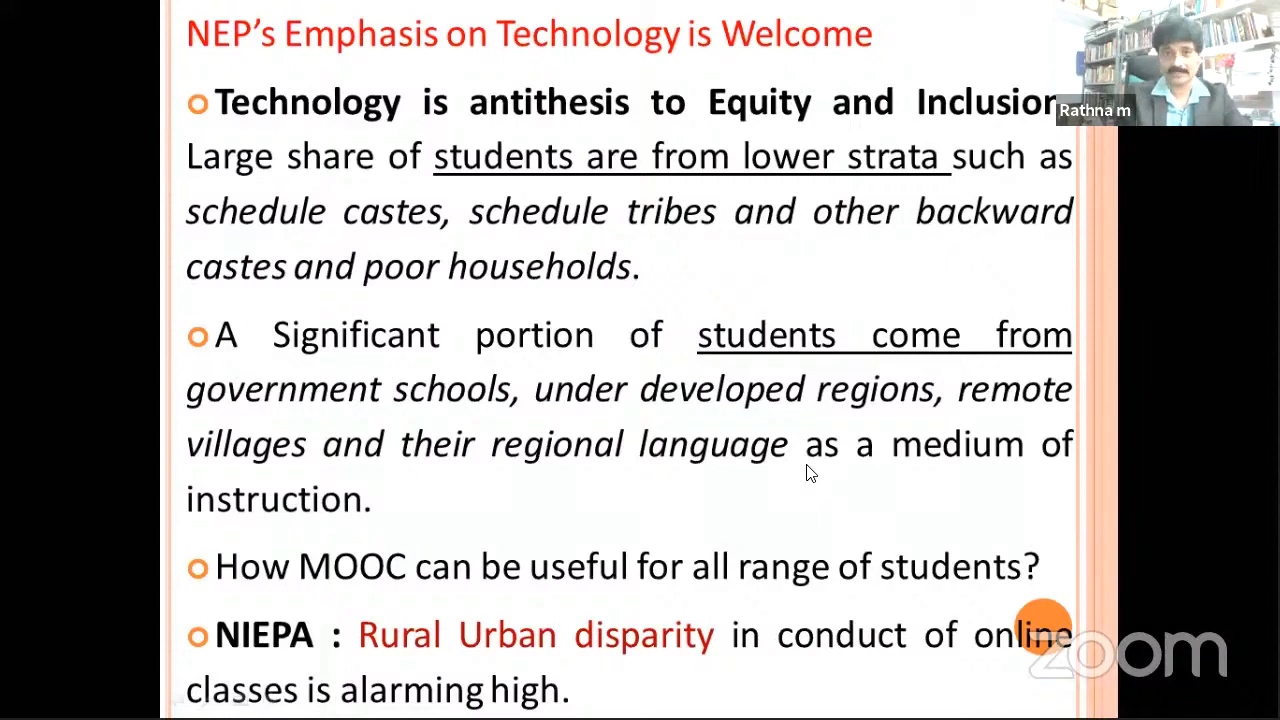 NEP’s Emphasis on Technology is Welcome
Technology is antithesis to Equity and Inclusion
Large share of students are from lower strata such as
schedule castes, schedule tribes and other backward
castes and poor households.
A Significant portion of students come from
government schools, under developed regions, remote
villages and their regional language as a medium of
instruction.
How MOOC can be useful for all range of students?
NIEPA : Rural Urban disparity in conduct of online
classes is alarming high.
Rathna m
zoom